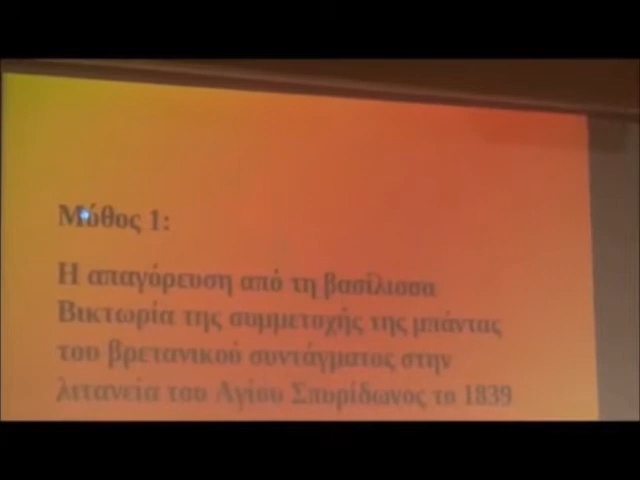 Μύθος 1:
Η απαγόρευση από τη βασίλισσα
Βικτωρία της συμμετοχής της μπάντας
του βρετανικού συντάγματος στην
λιτανεία του Αγίου Σπυρίδωνος το 1839